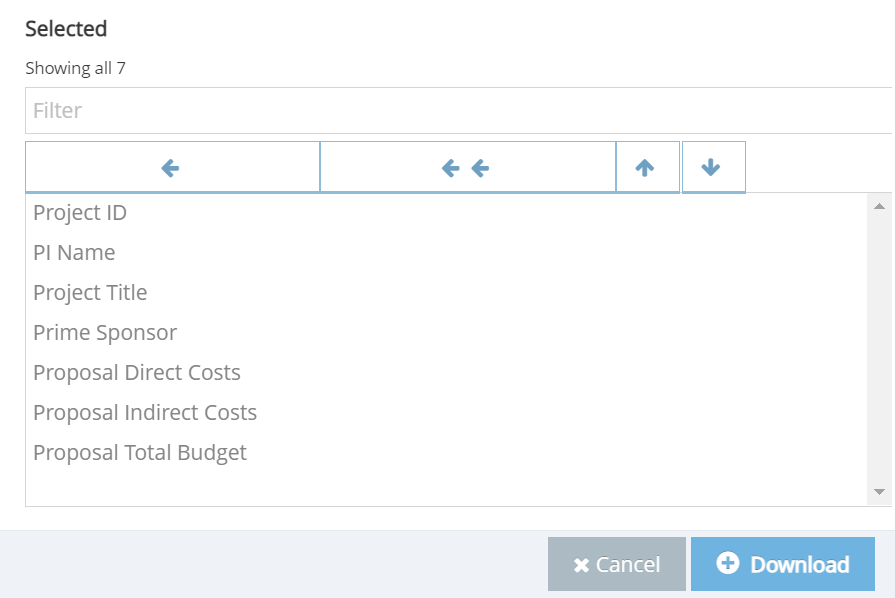 Selected
Showing all 7
Filter
Project ID
PI Name
Project Title
Prime Sponsor
Proposal Direct Costs
Proposal Indirect Costs
Proposal Total Budget
Cancel
Download